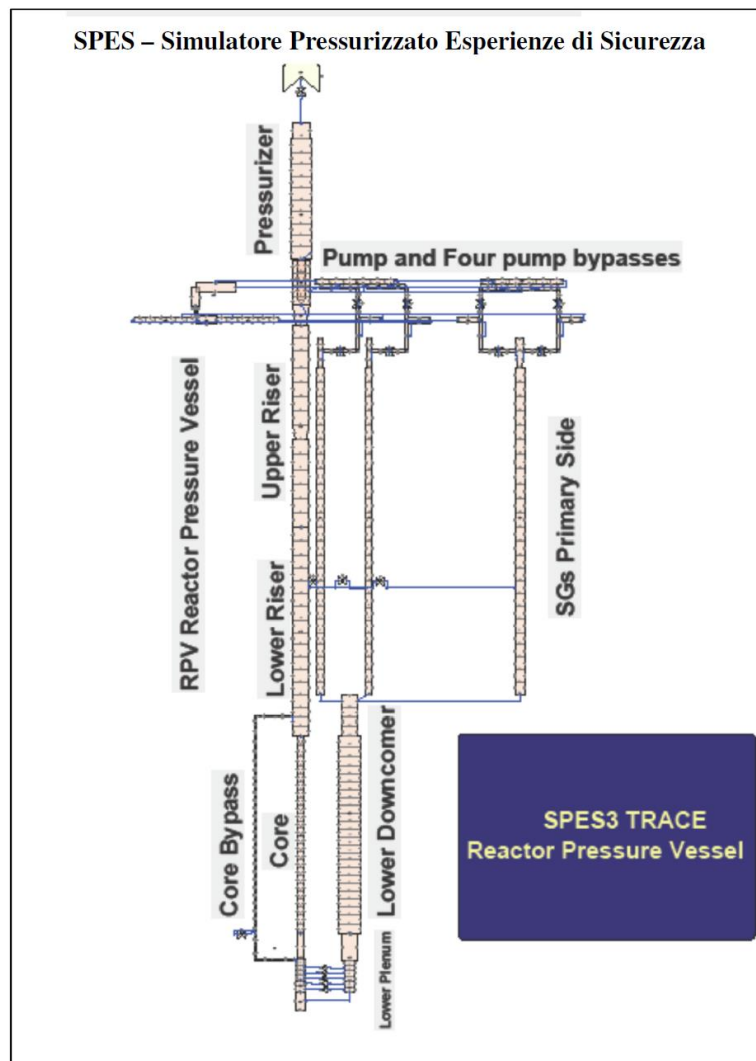 SPES – Simulatore Pressurizzato Esperienze di Sicurezza
Pressurizer
Pump and Four pump bypasses
RPV Reactor Pressure Vessel
Upper Riser
Lower Riser
SGs Primary Side
Core Bypass
Core
Lower Downcomer
Lower Plenum
SPES3 TRACE
Reactor Pressure Vessel